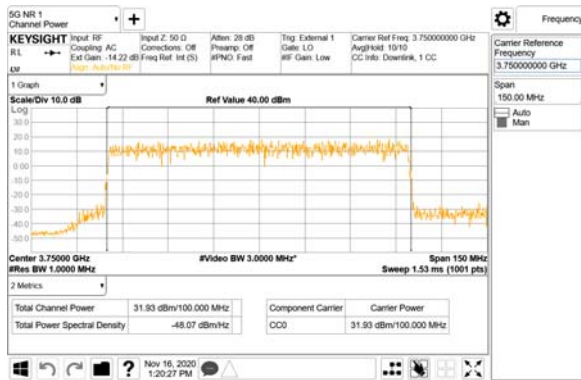 5G NR 1
Channel Power
Frequency
KEYSIGHT
RL
Input: RF
Coupling: AC
Ext Gain: -14.22 dB
Align: Auto/No RF
Input Z: 50 Ω
Corrections: Off
Freq Ref: Int (S)
Atten: 28 dB
Preamp: Off
#PNO: Fast
Trig: External 1
Gate: LO
#IF Gain: Low
Carrier Ref Freq: 3.750000000 GHz
Avg|Hold: 10/10
CC Info: Downlink, 1 CC
Carrier Reference
Frequency
3.750000000 GHz
Span
150.00 MHz
Auto
Man
1 Graph
Scale/Div 10.0 dB
Ref Value 40.00 dBm
Log
30.0
20.0
10.0
0.00
-10.0
-20.0
-30.0
-40.0
-50.0
Center 3.75000 GHz
#Video BW 3.0000 MHz*
Span 150 MHz
#Res BW 1.0000 MHz
Sweep 1.53 ms (1001 pts)
2 Metrics
Total Channel Power 31.93 dBm/100.000 MHz
Total Power Spectral Density -48.07 dBm/Hz
Component Carrier Carrier Power
CC0 31.93 dBm/100.000 MHz
Nov 16, 2020
1:20:27 PM